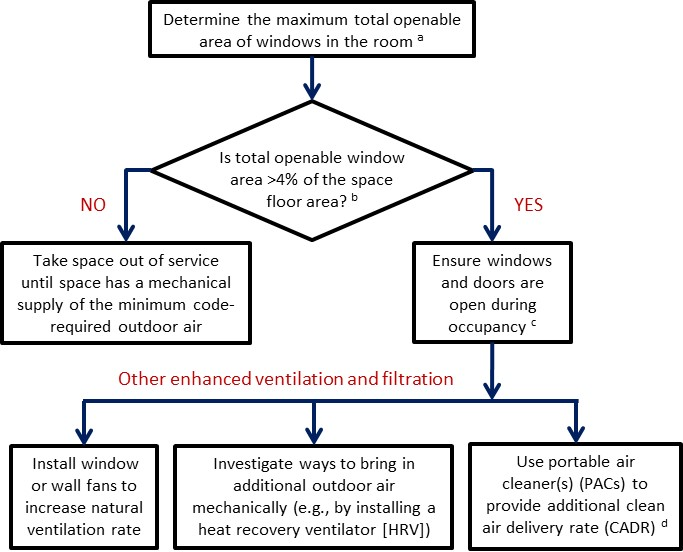 Determine the maximum total openable
area of windows in the room a
Is total openable window
area >4% of the space
floor area? b
NO
YES
Take space out of service
until space has a mechanical
supply of the minimum code-
required outdoor air
Ensure windows
and doors are
open during
occupancy c
Other enhanced ventilation and filtration
Install window
or wall fans to
increase natural
ventilation rate
Investigate ways to bring in
additional outdoor air
mechanically (e.g., by installing a
heat recovery ventilator [HRV])
Use portable air
cleaner(s) (PACs) to
provide additional clean
air delivery rate (CADR) d